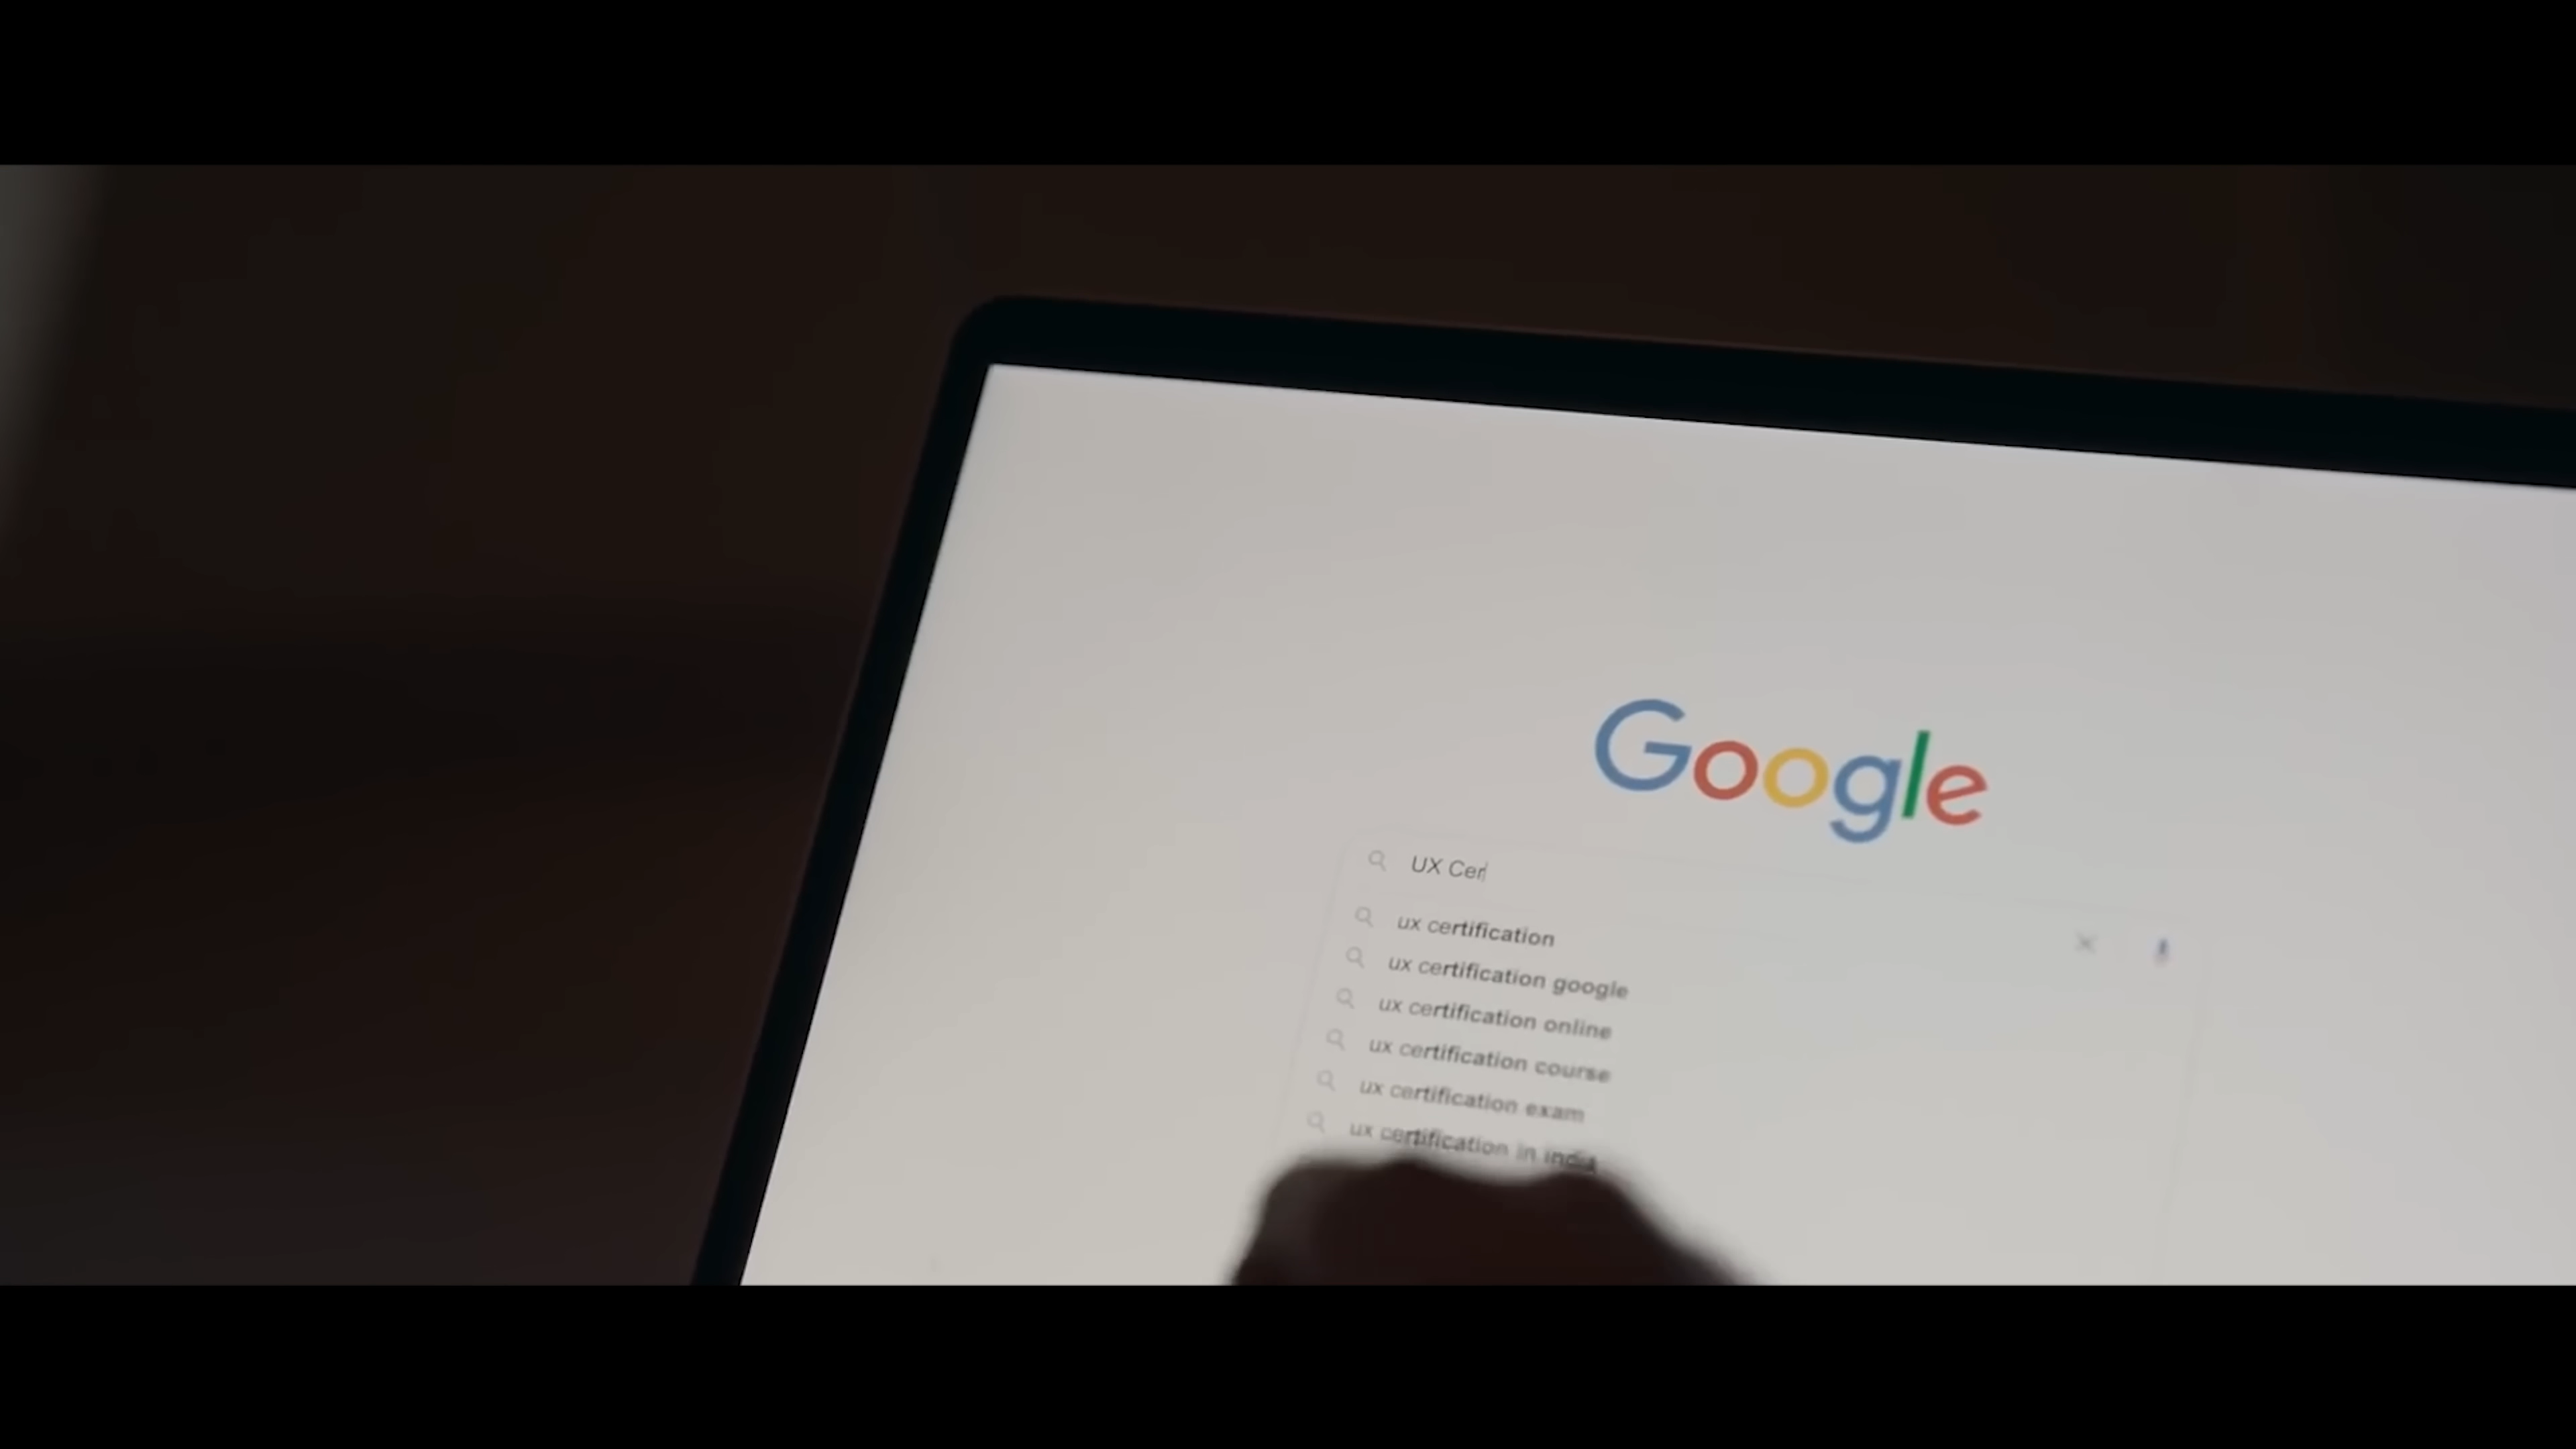 Google
UX Cer
ux certification
ux certification google
ux certification online
ux certification course
ux certification exam
ux certification in india